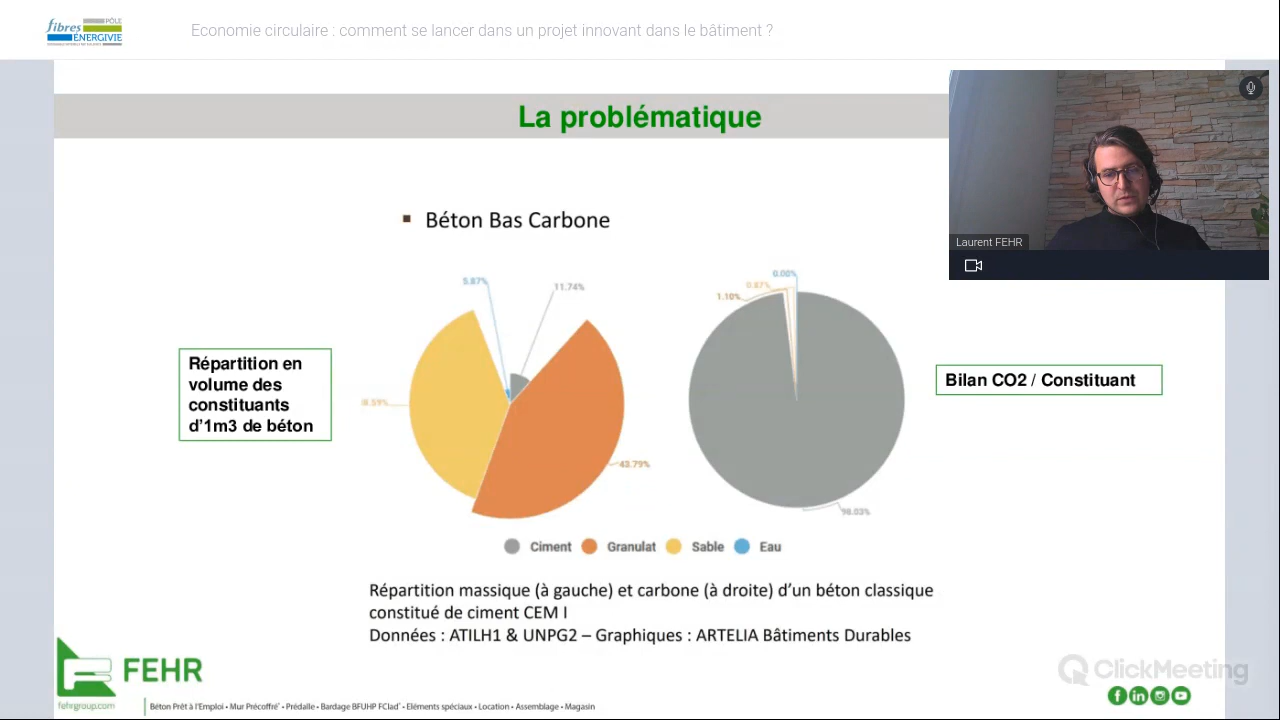 fibres
PÔLE
ÉNERGIVIE
Economie circulaire : comment se lancer dans un projet innovant dans le bâtiment ?
La problématique
Laurent FEHR
▪ Béton Bas Carbone
5.87%
11.74%
43.79%
0.00%
0.87%
1.10%
98.03%
Répartition en
volume des
constituants
d'1m3 de béton
Bilan CO2 / Constituant
Ciment Granulat Sable Eau
Répartition massique (à gauche) et carbone (à droite) d'un béton classique
constitué de ciment CEM I
Données : ATILH1 & UNPG2 – Graphiques : ARTELIA Bâtiments Durables
FEHR
fehrgroup.com
Béton Prêt à l'Emploi • Mur Précoffré® • Prédalle • Bardage BFUHP FClad® • Eléments spéciaux • Location • Assemblage • Magasin
ClickMeeting